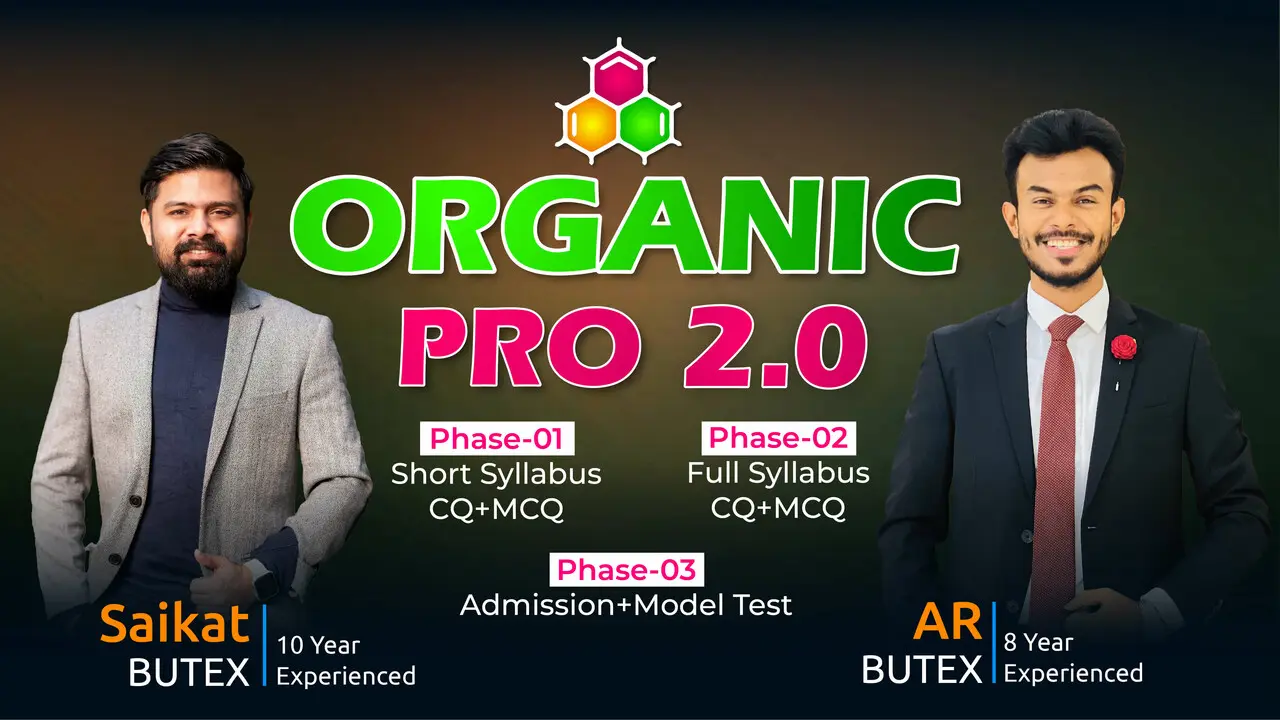 ORGANIC
PRO 2.0
Phase-01
Short Syllabus
CQ+MCQ
Phase-02
Full Syllabus
CQ+MCQ
Phase-03
Admission+Model Test
Saikat
BUTEX
10 Year
Experienced
AR
BUTEX
8 Year
Experienced